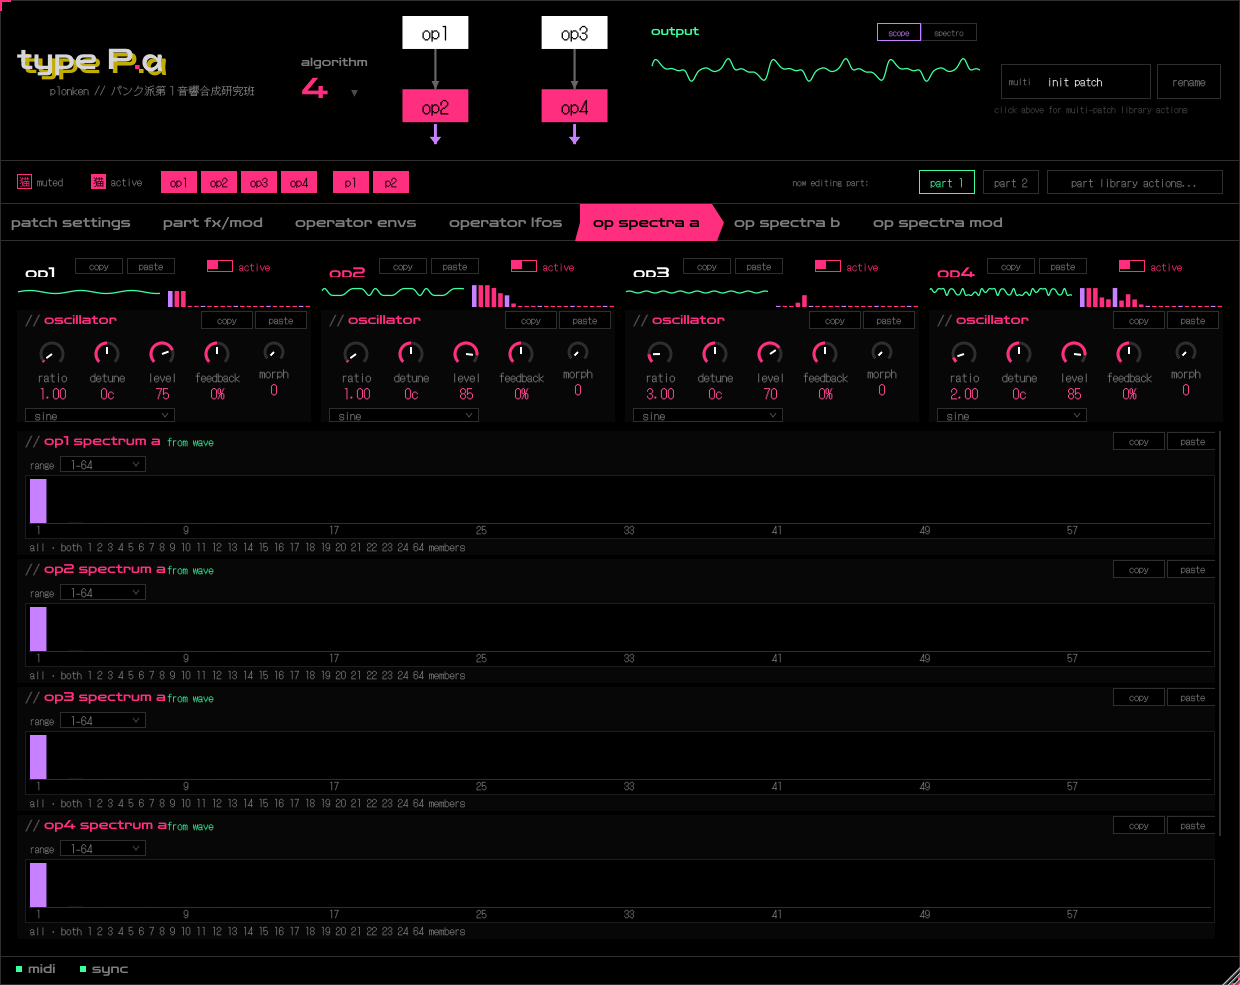 type P.a
plonken // パンク派第1音響合成研究班
algorithm
4 ▼
op1
op3
op2
op4
output
scope
spectro
multi init patch
rename
click above for multi-patch library actions
猫 muted
猫 active
op1 op2 op3 op4 p1 p2
now editing part:
part 1
part 2
part library actions...
patch settings
part fx/mod
operator envs
operator lfos
op spectra a
op spectra b
op spectra mod
op1 copy paste active
// oscillator copy paste
ratio detune level feedback morph
1.00 0c 75 0% 0
sine
op2 copy paste active
// oscillator copy paste
ratio detune level feedback morph
1.00 0c 85 0% 0
sine
op3 copy paste active
// oscillator copy paste
ratio detune level feedback morph
3.00 0c 70 0% 0
sine
op4 copy paste active
// oscillator copy paste
ratio detune level feedback morph
2.00 0c 85 0% 0
sine
// op1 spectrum a from wave copy paste
range 1-64
1 9 17 25 33 41 49 57
all · both 1 2 3 4 5 6 7 8 9 10 11 12 13 14 15 16 17 18 19 20 21 22 23 24 64 members
// op2 spectrum a from wave copy paste
range 1-64
1 9 17 25 33 41 49 57
all · both 1 2 3 4 5 6 7 8 9 10 11 12 13 14 15 16 17 18 19 20 21 22 23 24 64 members
// op3 spectrum a from wave copy paste
range 1-64
1 9 17 25 33 41 49 57
all · both 1 2 3 4 5 6 7 8 9 10 11 12 13 14 15 16 17 18 19 20 21 22 23 24 64 members
// op4 spectrum a from wave copy paste
range 1-64
1 9 17 25 33 41 49 57
all · both 1 2 3 4 5 6 7 8 9 10 11 12 13 14 15 16 17 18 19 20 21 22 23 24 64 members
midi
sync